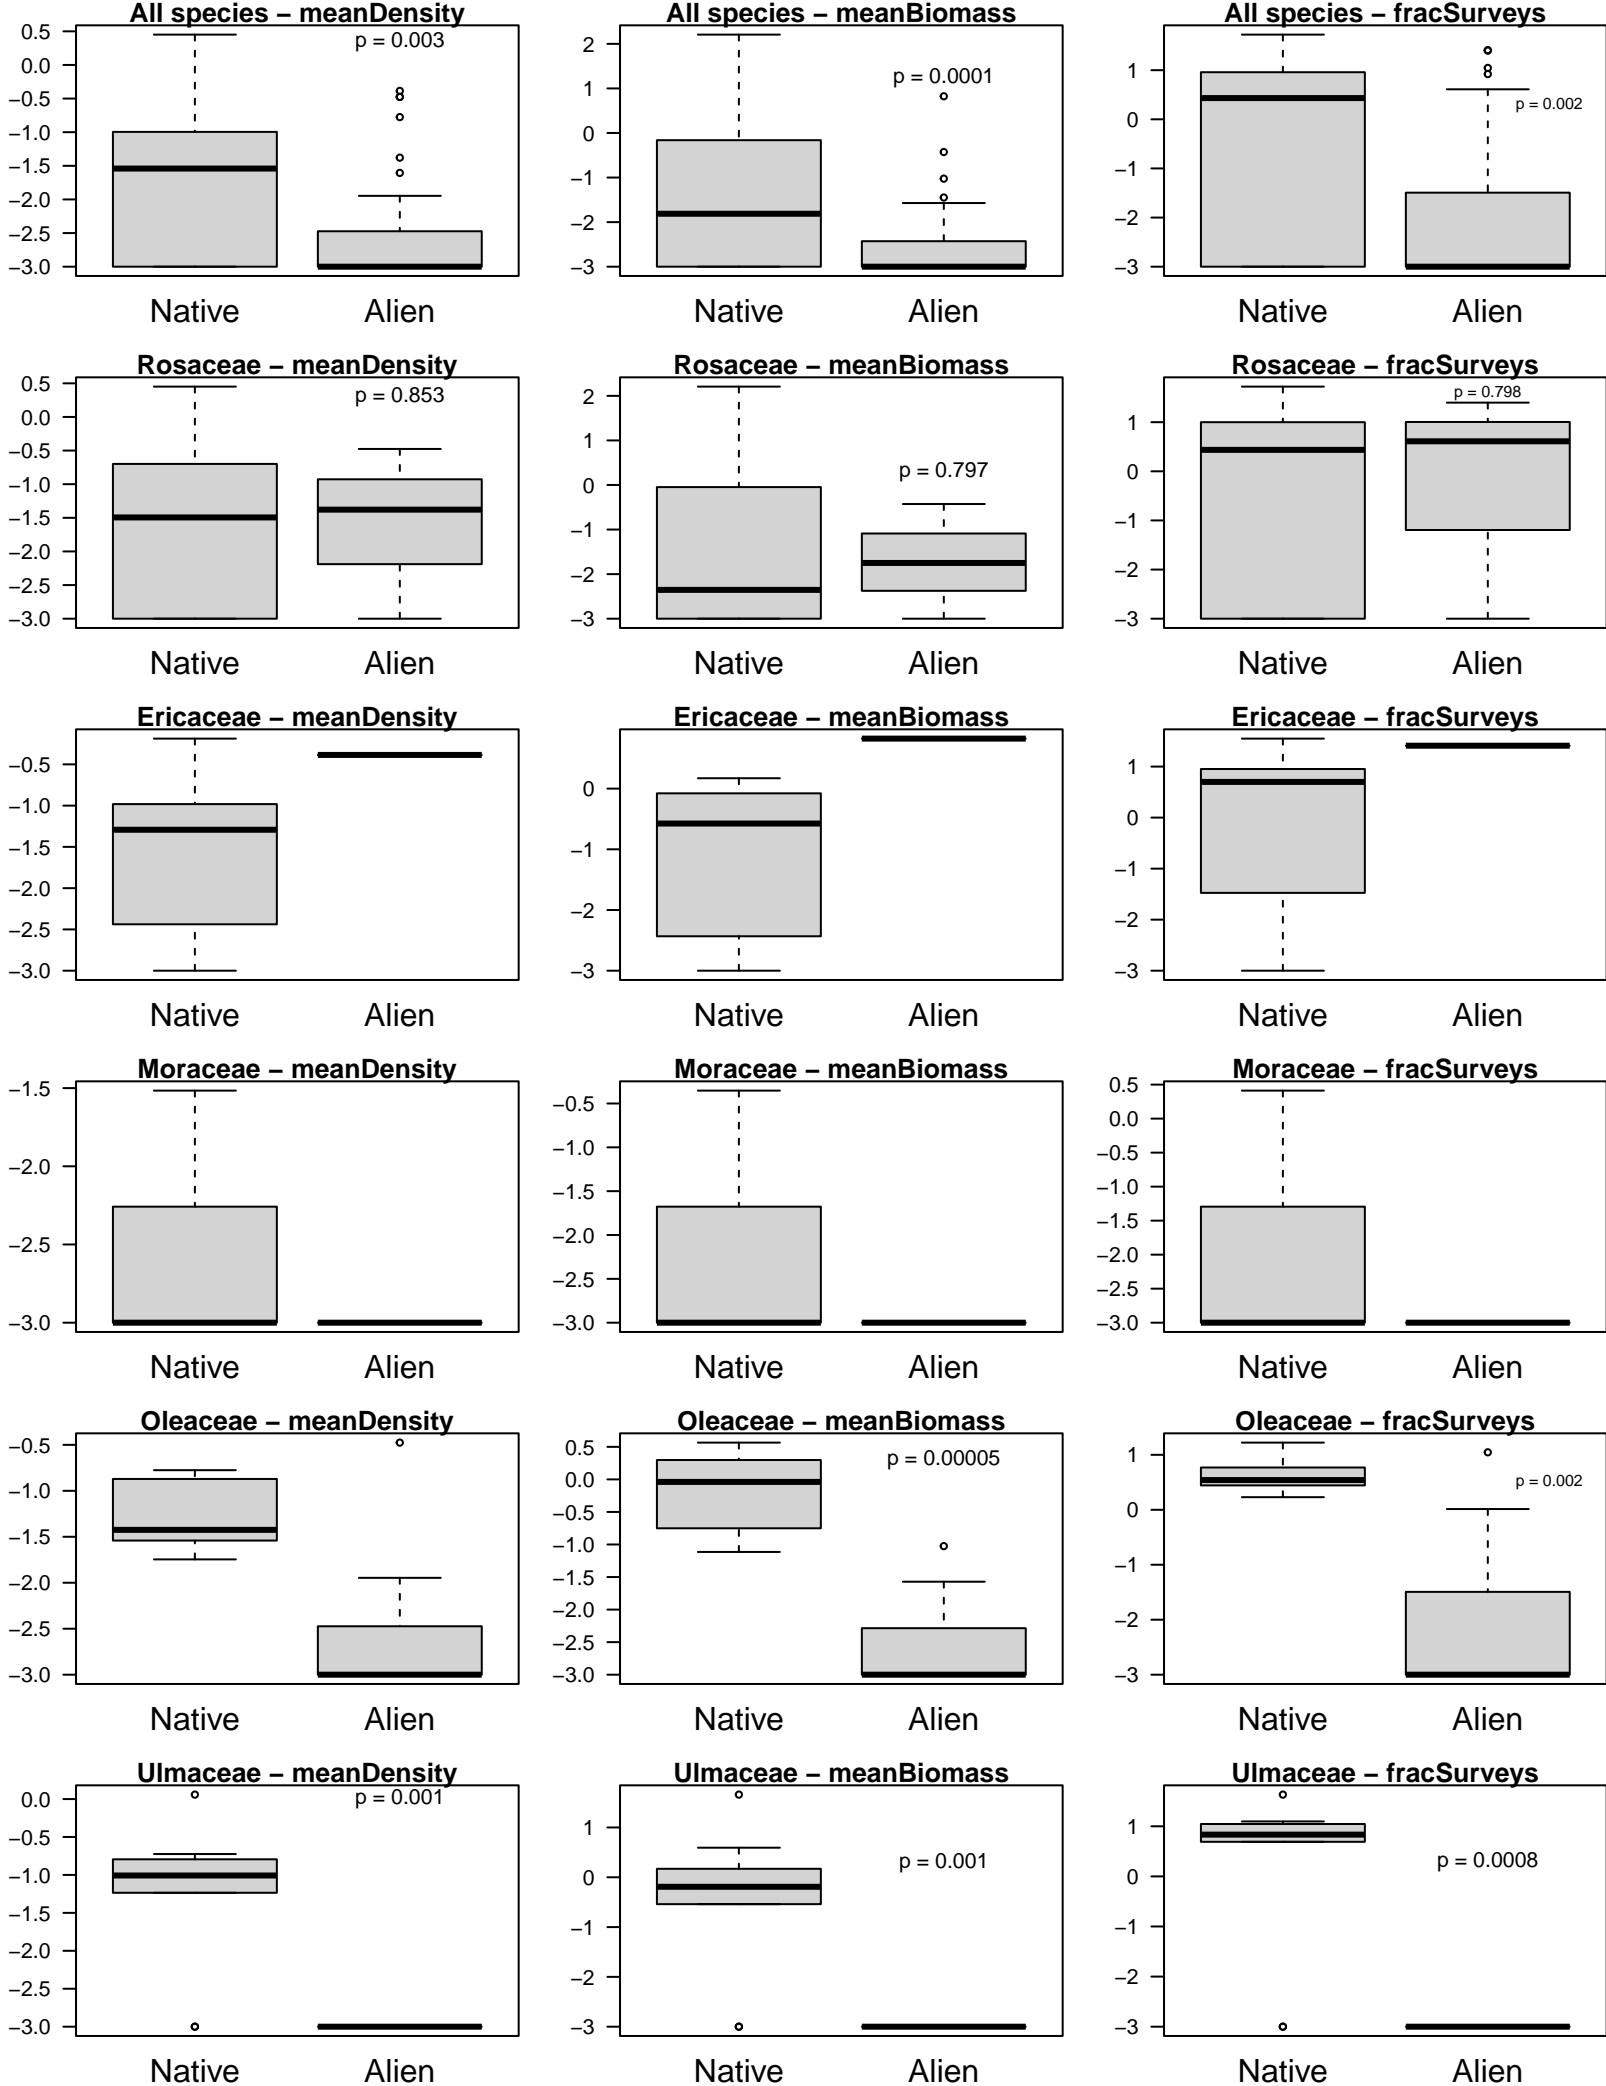 All species – meanDensity
0.5
0.0
−0.5
−1.0
−1.5
−2.0
−2.5
−3.0
p = 0.003
Native Alien
All species – meanBiomass
2
1
0
−1
−2
−3
p = 0.0001
Native Alien
All species – fracSurveys
1
0
−1
−2
−3
p = 0.002
Native Alien
Rosaceae – meanDensity
0.5
0.0
−0.5
−1.0
−1.5
−2.0
−2.5
−3.0
p = 0.853
Native Alien
Rosaceae – meanBiomass
2
1
0
−1
−2
−3
p = 0.797
Native Alien
Rosaceae – fracSurveys
1
0
−1
−2
−3
p = 0.798
Native Alien
Ericaceae – meanDensity
−0.5
−1.0
−1.5
−2.0
−2.5
−3.0
Native Alien
Ericaceae – meanBiomass
0
−1
−2
−3
Native Alien
Ericaceae – fracSurveys
1
0
−1
−2
−3
Native Alien
Moraceae – meanDensity
−1.5
−2.0
−2.5
−3.0
Native Alien
Moraceae – meanBiomass
−0.5
−1.0
−1.5
−2.0
−2.5
−3.0
Native Alien
Moraceae – fracSurveys
0.5
0.0
−0.5
−1.0
−1.5
−2.0
−2.5
−3.0
Native Alien
Oleaceae – meanDensity
−0.5
−1.0
−1.5
−2.0
−2.5
−3.0
Native Alien
Oleaceae – meanBiomass
0.5
0.0
−0.5
−1.0
−1.5
−2.0
−2.5
−3.0
p = 0.00005
Native Alien
Oleaceae – fracSurveys
1
0
−1
−2
−3
p = 0.002
Native Alien
Ulmaceae – meanDensity
0.0
−0.5
−1.0
−1.5
−2.0
−2.5
−3.0
p = 0.001
Native Alien
Ulmaceae – meanBiomass
1
0
−1
−2
−3
p = 0.001
Native Alien
Ulmaceae – fracSurveys
1
0
−1
−2
−3
p = 0.0008
Native Alien